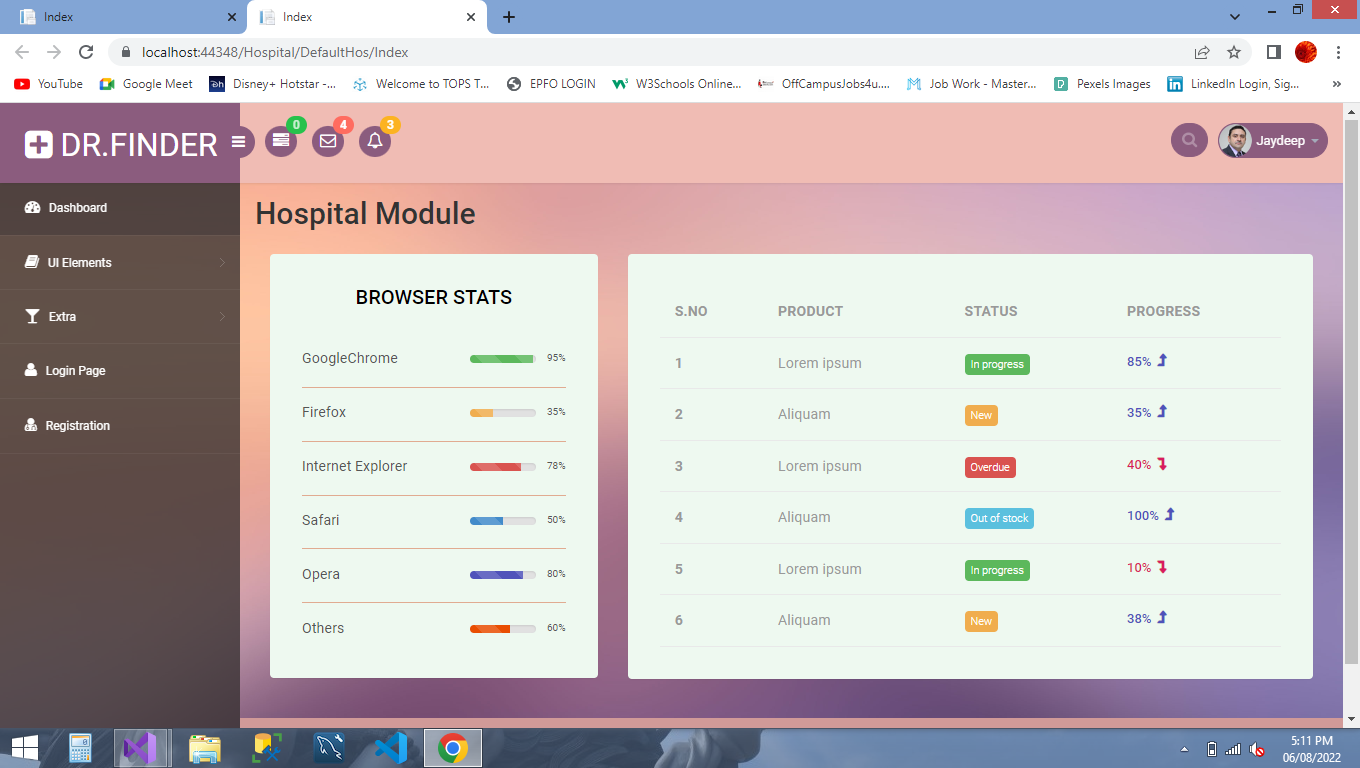 Index
Index
localhost:44348/Hospital/DefaultHos/Index
YouTube
Google Meet
Disney+ Hotstar -...
Welcome to TOPS T...
EPFO LOGIN
W3Schools Online...
OffCampusJobs4u....
Job Work - Master...
Pexels Images
LinkedIn Login, Sig...
»
DR.FINDER
0
4
3
Jaydeep
Dashboard
UI Elements
Extra
Login Page
Registration
Hospital Module
BROWSER STATS
GoogleChrome 95%
Firefox 35%
Internet Explorer 78%
Safari 50%
Opera 80%
Others 60%
S.NO PRODUCT STATUS PROGRESS
1 Lorem ipsum In progress 85%
2 Aliquam New 35%
3 Lorem ipsum Overdue 40%
4 Aliquam Out of stock 100%
5 Lorem ipsum In progress 10%
6 Aliquam New 38%
5:11 PM
06/08/2022